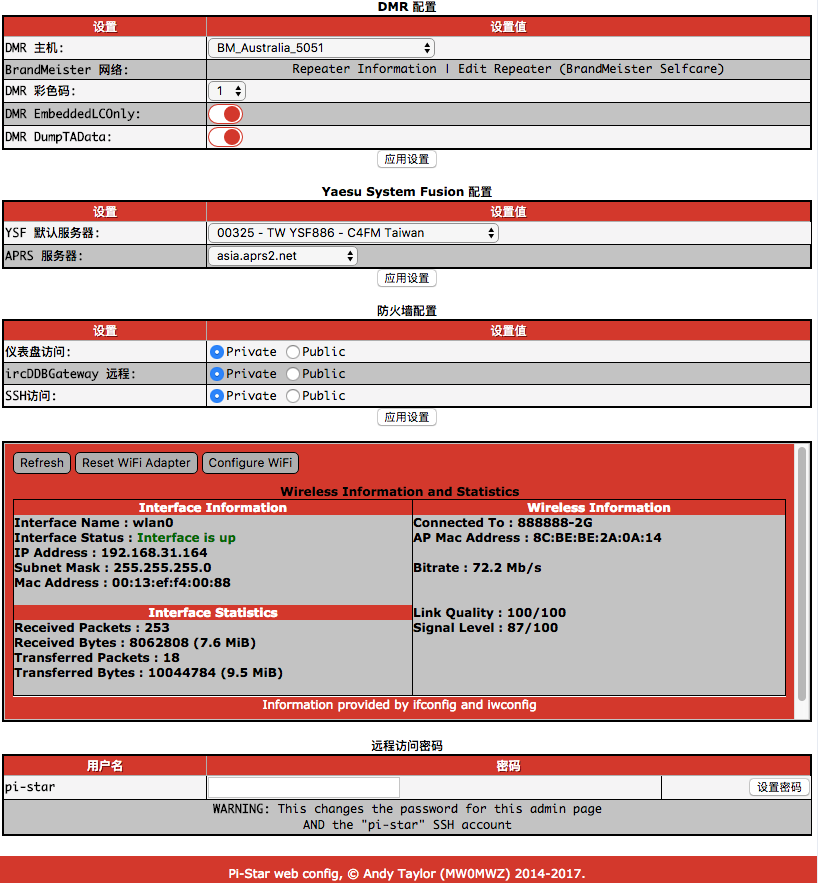 DMR 配置
设置 设置值
DMR 主机: BM_Australia_5051
BrandMeister 网络: Repeater Information | Edit Repeater (BrandMeister Selfcare)
DMR 彩色码: 1
DMR EmbeddedLCOnly:
DMR DumpTAData:
应用设置
Yaesu System Fusion 配置
设置 设置值
YSF 默认服务器: 00325 - TW YSF886 - C4FM Taiwan
APRS 服务器: asia.aprs2.net
应用设置
防火墙配置
设置 设置值
仪表盘访问: Private Public
ircDDBGateway 远程: Private Public
SSH访问: Private Public
应用设置
Refresh Reset WiFi Adapter Configure WiFi
Wireless Information and Statistics
Interface Information Wireless Information
Interface Name : wlan0 Connected To : 888888-2G
Interface Status : Interface is up AP Mac Address : 8C:BE:BE:2A:0A:14
IP Address : 192.168.31.164
Subnet Mask : 255.255.255.0 Bitrate : 72.2 Mb/s
Mac Address : 00:13:ef:f4:00:88
Interface Statistics Link Quality : 100/100
Received Packets : 253 Signal Level : 87/100
Received Bytes : 8062808 (7.6 MiB)
Transferred Packets : 18
Transferred Bytes : 10044784 (9.5 MiB)
Information provided by ifconfig and iwconfig
远程访问密码
用户名 密码
pi-star 设置密码
WARNING: This changes the password for this admin page
AND the "pi-star" SSH account
Pi-Star web config, © Andy Taylor (MW0MWZ) 2014-2017.